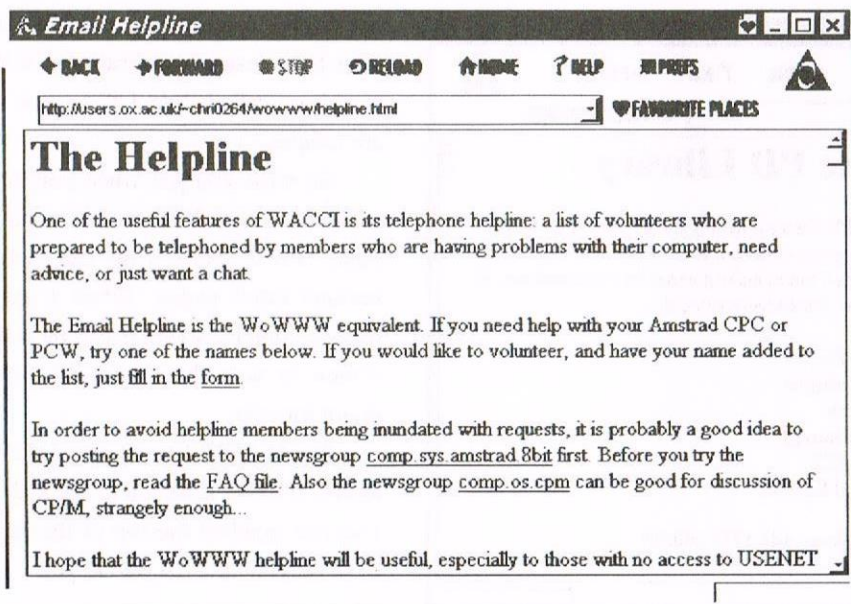 Email Helpline
BACK FORWARD STOP RELOAD HOME ? HELP PREFS
http://users.ox.ac.uk/~chri0264/wowww/helpline.html FAVOURITE PLACES
The Helpline
One of the useful features of WACCI is its telephone helpline: a list of volunteers who are
prepared to be telephoned by members who are having problems with their computer, need
advice, or just want a chat.
The Email Helpline is the WoWWW equivalent. If you need help with your Amstrad CPC or
PCW, try one of the names below. If you would like to volunteer, and have your name added to
the list, just fill in the form.
In order to avoid helpline members being inundated with requests, it is probably a good idea to
try posting the request to the newsgroup comp.sys.amstrad.8bit first. Before you try the
newsgroup, read the FAQ file. Also the newsgroup comp.os.cpm can be good for discussion of
CP/M, strangely enough...
I hope that the WoWWW helpline will be useful, especially to those with no access to USENET